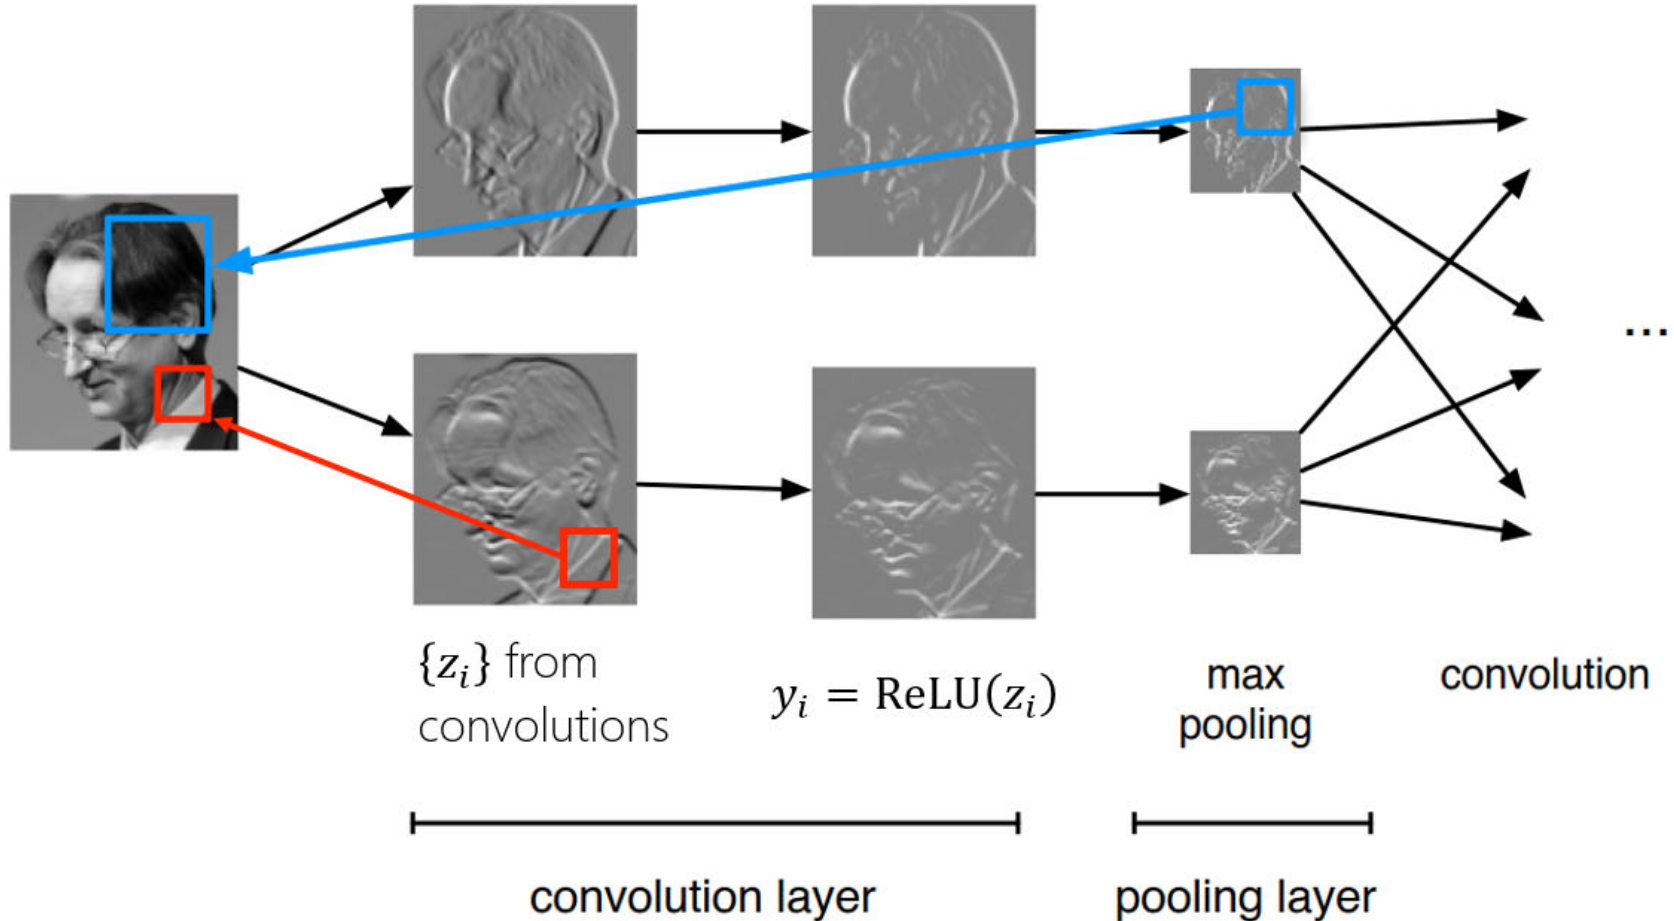 {zᵢ} from
convolutions
yᵢ = ReLU(zᵢ)
max
pooling
convolution
...
convolution layer
pooling layer